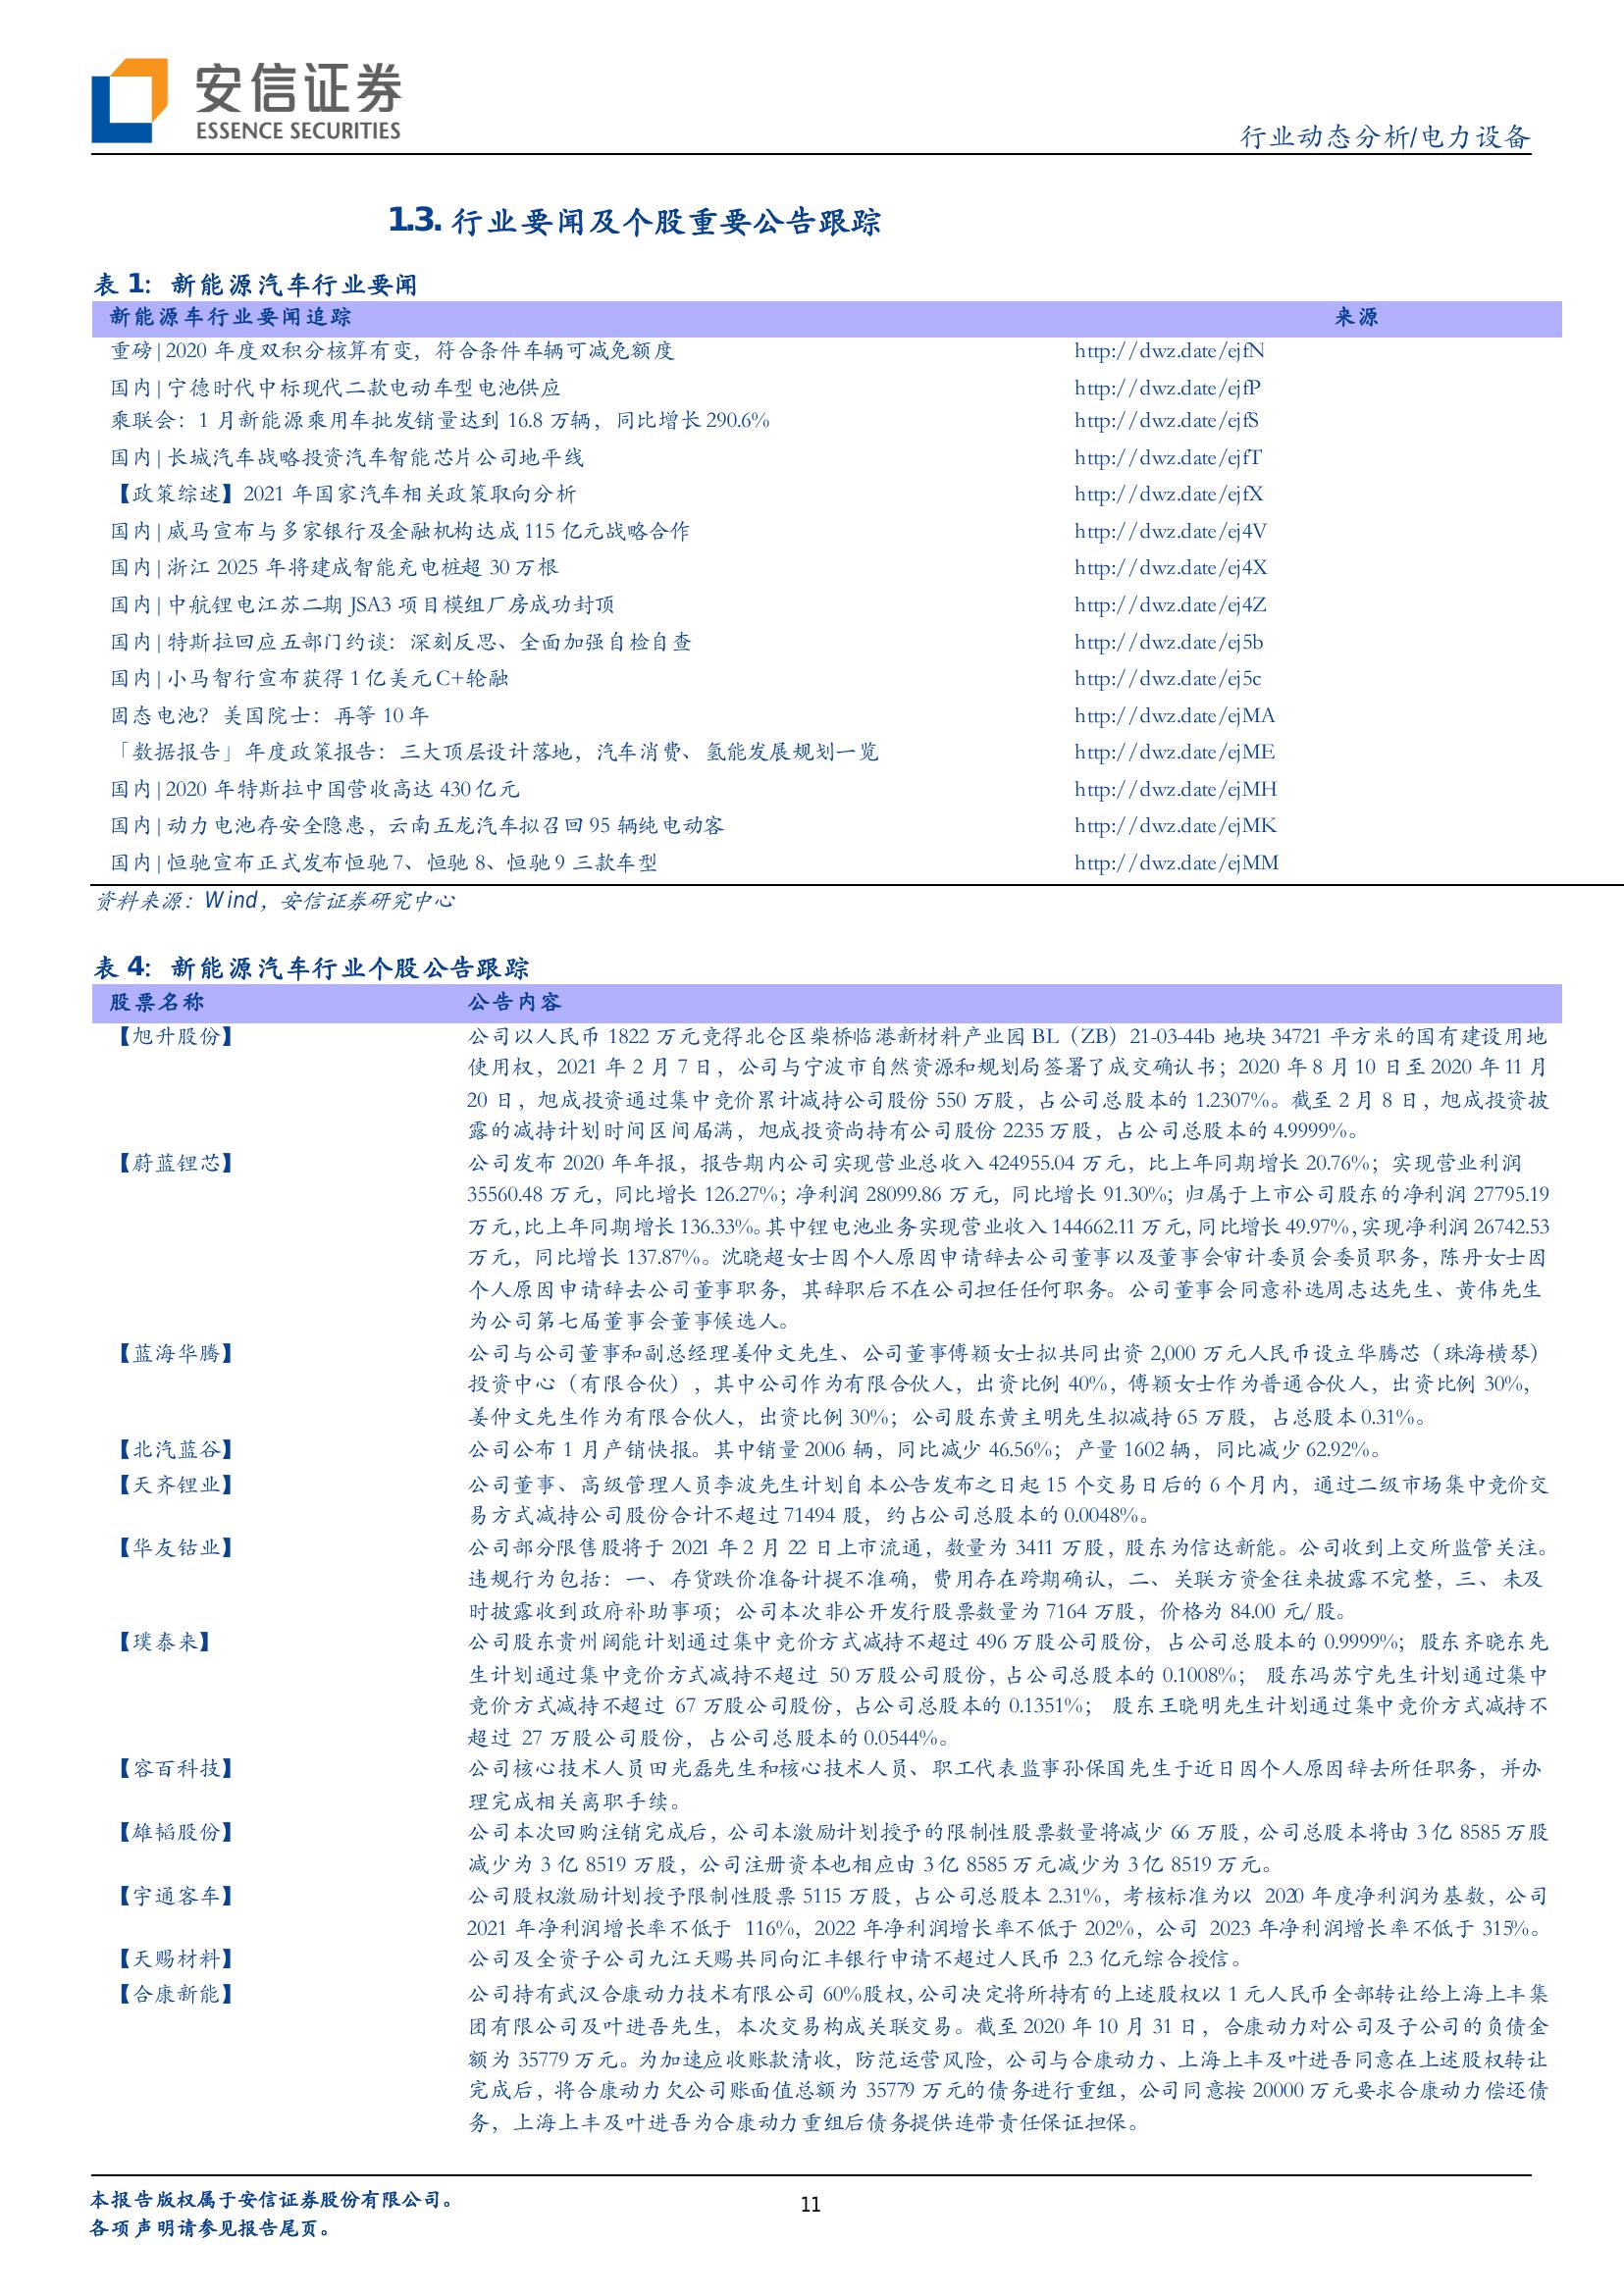 安信证券
ESSENCE SECURITIES
行业动态分析/电力设备
1.3. 行业要闻及个股重要公告跟踪
表 1：新能源汽车行业要闻
新能源车行业要闻追踪 来源
重磅|2020 年度双积分核算有变，符合条件车辆可减免额度 http://dwz.date/ejfN
国内|宁德时代中标现代二款电动车型电池供应 http://dwz.date/ejfP
乘联会：1 月新能源乘用车批发销量达到 16.8 万辆，同比增长 290.6% http://dwz.date/ejfS
国内|长城汽车战略投资汽车智能芯片公司地平线 http://dwz.date/ejfT
【政策综述】2021 年国家汽车相关政策取向分析 http://dwz.date/ejfX
国内|威马宣布与多家银行及金融机构达成 115 亿元战略合作 http://dwz.date/ej4V
国内|浙江 2025 年将建成智能充电桩超 30 万根 http://dwz.date/ej4X
国内|中航锂电江苏二期 JSA3 项目模组厂房成功封顶 http://dwz.date/ej4Z
国内|特斯拉回应五部门约谈：深刻反思、全面加强自检自查 http://dwz.date/ej5b
国内|小马智行宣布获得 1 亿美元 C+轮融 http://dwz.date/ej5c
固态电池？美国院士：再等 10 年 http://dwz.date/ejMA
「数据报告」年度政策报告：三大顶层设计落地，汽车消费、氢能发展规划一览 http://dwz.date/ejME
国内|2020 年特斯拉中国营收高达 430 亿元 http://dwz.date/ejMH
国内|动力电池存安全隐患，云南五龙汽车拟召回 95 辆纯电动客 http://dwz.date/ejMK
国内|恒驰宣布正式发布恒驰 7、恒驰 8、恒驰 9 三款车型 http://dwz.date/ejMM
资料来源：Wind，安信证券研究中心
表 4：新能源汽车行业个股公告跟踪
股票名称 公告内容
【旭升股份】 公司以人民币 1822 万元竞得北仑区柴桥临港新材料产业园 BL（ZB）21-03-44b 地块 34721 平方米的国有建设用地
使用权，2021 年 2 月 7 日，公司与宁波市自然资源和规划局签署了成交确认书；2020 年 8 月 10 日至 2020 年 11 月
20 日，旭成投资通过集中竞价累计减持公司股份 550 万股，占公司总股本的 1.2307%。截至 2 月 8 日，旭成投资披
露的减持计划时间区间届满，旭成投资尚持有公司股份 2235 万股，占公司总股本的 4.9999%。
【蔚蓝锂芯】 公司发布 2020 年年报，报告期内公司实现营业总收入 424955.04 万元，比上年同期增长 20.76%；实现营业利润
35560.48 万元，同比增长 126.27%；净利润 28099.86 万元，同比增长 91.30%；归属于上市公司股东的净利润 27795.19
万元，比上年同期增长 136.33%。其中锂电池业务实现营业收入 144662.11 万元，同比增长 49.97%，实现净利润 26742.53
万元，同比增长 137.87%。沈晓超女士因个人原因申请辞去公司董事以及董事会审计委员会委员职务，陈丹女士因
个人原因申请辞去公司董事职务，其辞职后不在公司担任任何职务。公司董事会同意补选周志达先生、黄伟先生
为公司第七届董事会董事候选人。
【蓝海华腾】 公司与公司董事和副总经理姜仲文先生、公司董事傅颖女士拟共同出资 2,000 万元人民币设立华腾芯（珠海横琴）
投资中心（有限合伙），其中公司作为有限合伙人，出资比例 40%，傅颖女士作为普通合伙人，出资比例 30%，
姜仲文先生作为有限合伙人，出资比例 30%；公司股东黄主明先生拟减持 65 万股，占总股本 0.31%。
【北汽蓝谷】 公司公布 1 月产销快报。其中销量 2006 辆，同比减少 46.56%；产量 1602 辆，同比减少 62.92%。
【天齐锂业】 公司董事、高级管理人员李波先生计划自本公告发布之日起 15 个交易日后的 6 个月内，通过二级市场集中竞价交
易方式减持公司股份合计不超过 71494 股，约占公司总股本的 0.0048%。
【华友钴业】 公司部分限售股将于 2021 年 2 月 22 日上市流通，数量为 3411 万股，股东为信达新能。公司收到上交所监管关注。
违规行为包括：一、存货跌价准备计提不准确，费用存在跨期确认，二、关联方资金往来披露不完整，三、未及
时披露收到政府补助事项；公司本次非公开发行股票数量为 7164 万股，价格为 84.00 元/股。
【璞泰来】 公司股东贵州阔能计划通过集中竞价方式减持不超过 496 万股公司股份，占公司总股本的 0.9999%；股东齐晓东先
生计划通过集中竞价方式减持不超过 50 万股公司股份，占公司总股本的 0.1008%； 股东冯苏宁先生计划通过集中
竞价方式减持不超过 67 万股公司股份，占公司总股本的 0.1351%； 股东王晓明先生计划通过集中竞价方式减持不
超过 27 万股公司股份，占公司总股本的 0.0544%。
【容百科技】 公司核心技术人员田光磊先生和核心技术人员、职工代表监事孙保国先生于近日因个人原因辞去所任职务，并办
理完成相关离职手续。
【雄韬股份】 公司本次回购注销完成后，公司本激励计划授予的限制性股票数量将减少 66 万股，公司总股本将由 3 亿 8585 万股
减少为 3 亿 8519 万股，公司注册资本也相应由 3 亿 8585 万元减少为 3 亿 8519 万元。
【宇通客车】 公司股权激励计划授予限制性股票 5115 万股，占公司总股本 2.31%，考核标准为以 2020 年度净利润为基数，公司
2021 年净利润增长率不低于 116%，2022 年净利润增长率不低于 202%，公司 2023 年净利润增长率不低于 315%。
【天赐材料】 公司及全资子公司九江天赐共同向汇丰银行申请不超过人民币 2.3 亿元综合授信。
【合康新能】 公司持有武汉合康动力技术有限公司 60%股权，公司决定将所持有的上述股权以 1 元人民币全部转让给上海上丰集
团有限公司及叶进吾先生，本次交易构成关联交易。截至 2020 年 10 月 31 日，合康动力对公司及子公司的负债金
额为 35779 万元。为加速应收账款清收，防范运营风险，公司与合康动力、上海上丰及叶进吾同意在上述股权转让
完成后，将合康动力欠公司账面值总额为 35779 万元的债务进行重组，公司同意按 20000 万元要求合康动力偿还债
务，上海上丰及叶进吾为合康动力重组后债务提供连带责任保证担保。
本报告版权属于安信证券股份有限公司。
各项声明请参见报告尾页。
11